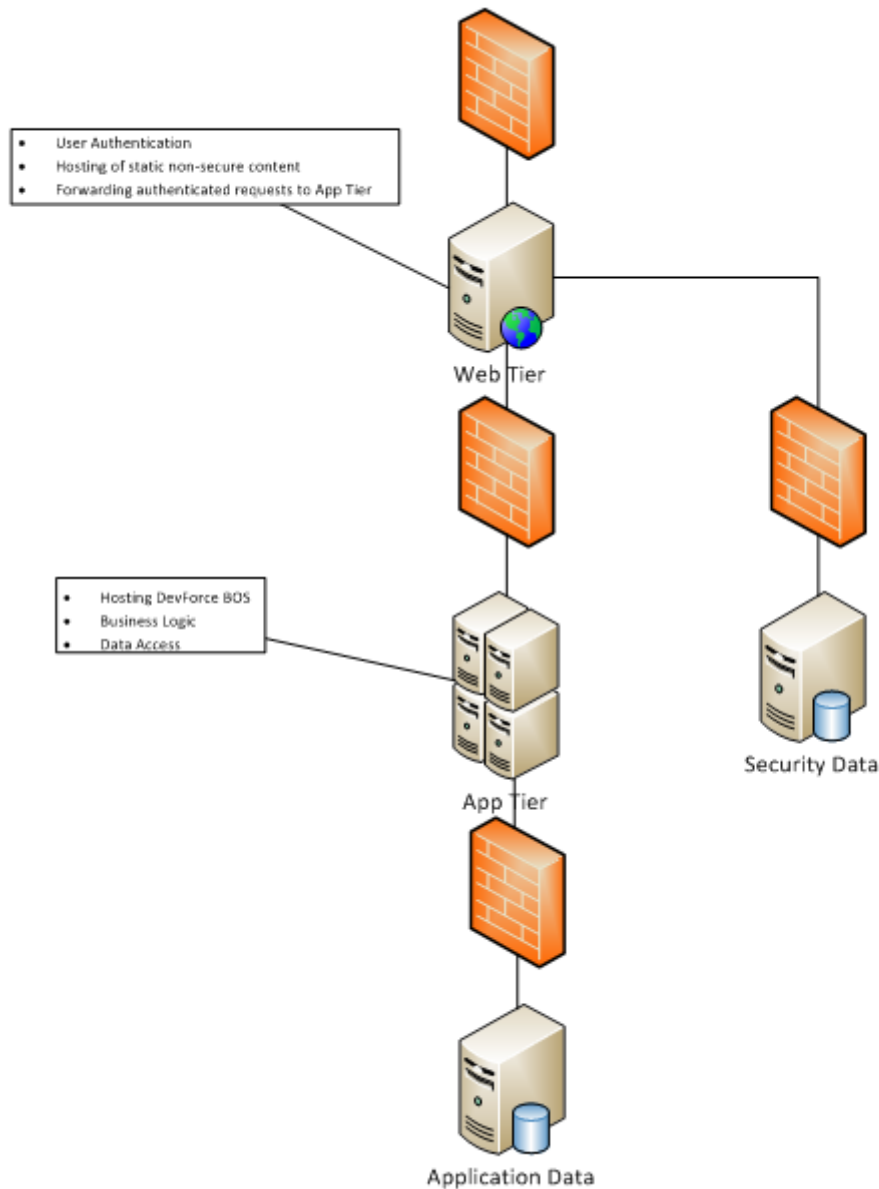 • User Authentication
• Hosting of static non-secure content
• Forwarding authenticated requests to App Tier
Web Tier
• Hosting DevForce BOS
• Business Logic
• Data Access
Security Data
App Tier
Application Data